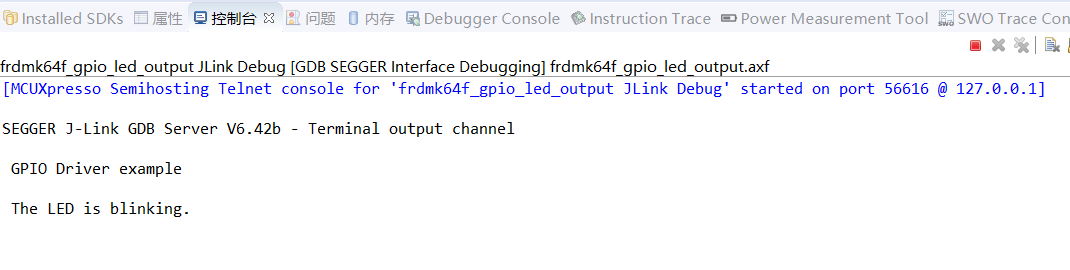 Installed SDKs 属性 控制台 问题 内存 Debugger Console Instruction Trace Power Measurement Tool SWO Trace Con
frdmk64f_gpio_led_output JLink Debug [GDB SEGGER Interface Debugging] frdmk64f_gpio_led_output.axf
[MCUXpresso Semihosting Telnet console for 'frdmk64f_gpio_led_output JLink Debug' started on port 56616 @ 127.0.0.1]
SEGGER J-Link GDB Server V6.42b - Terminal output channel
GPIO Driver example
The LED is blinking.